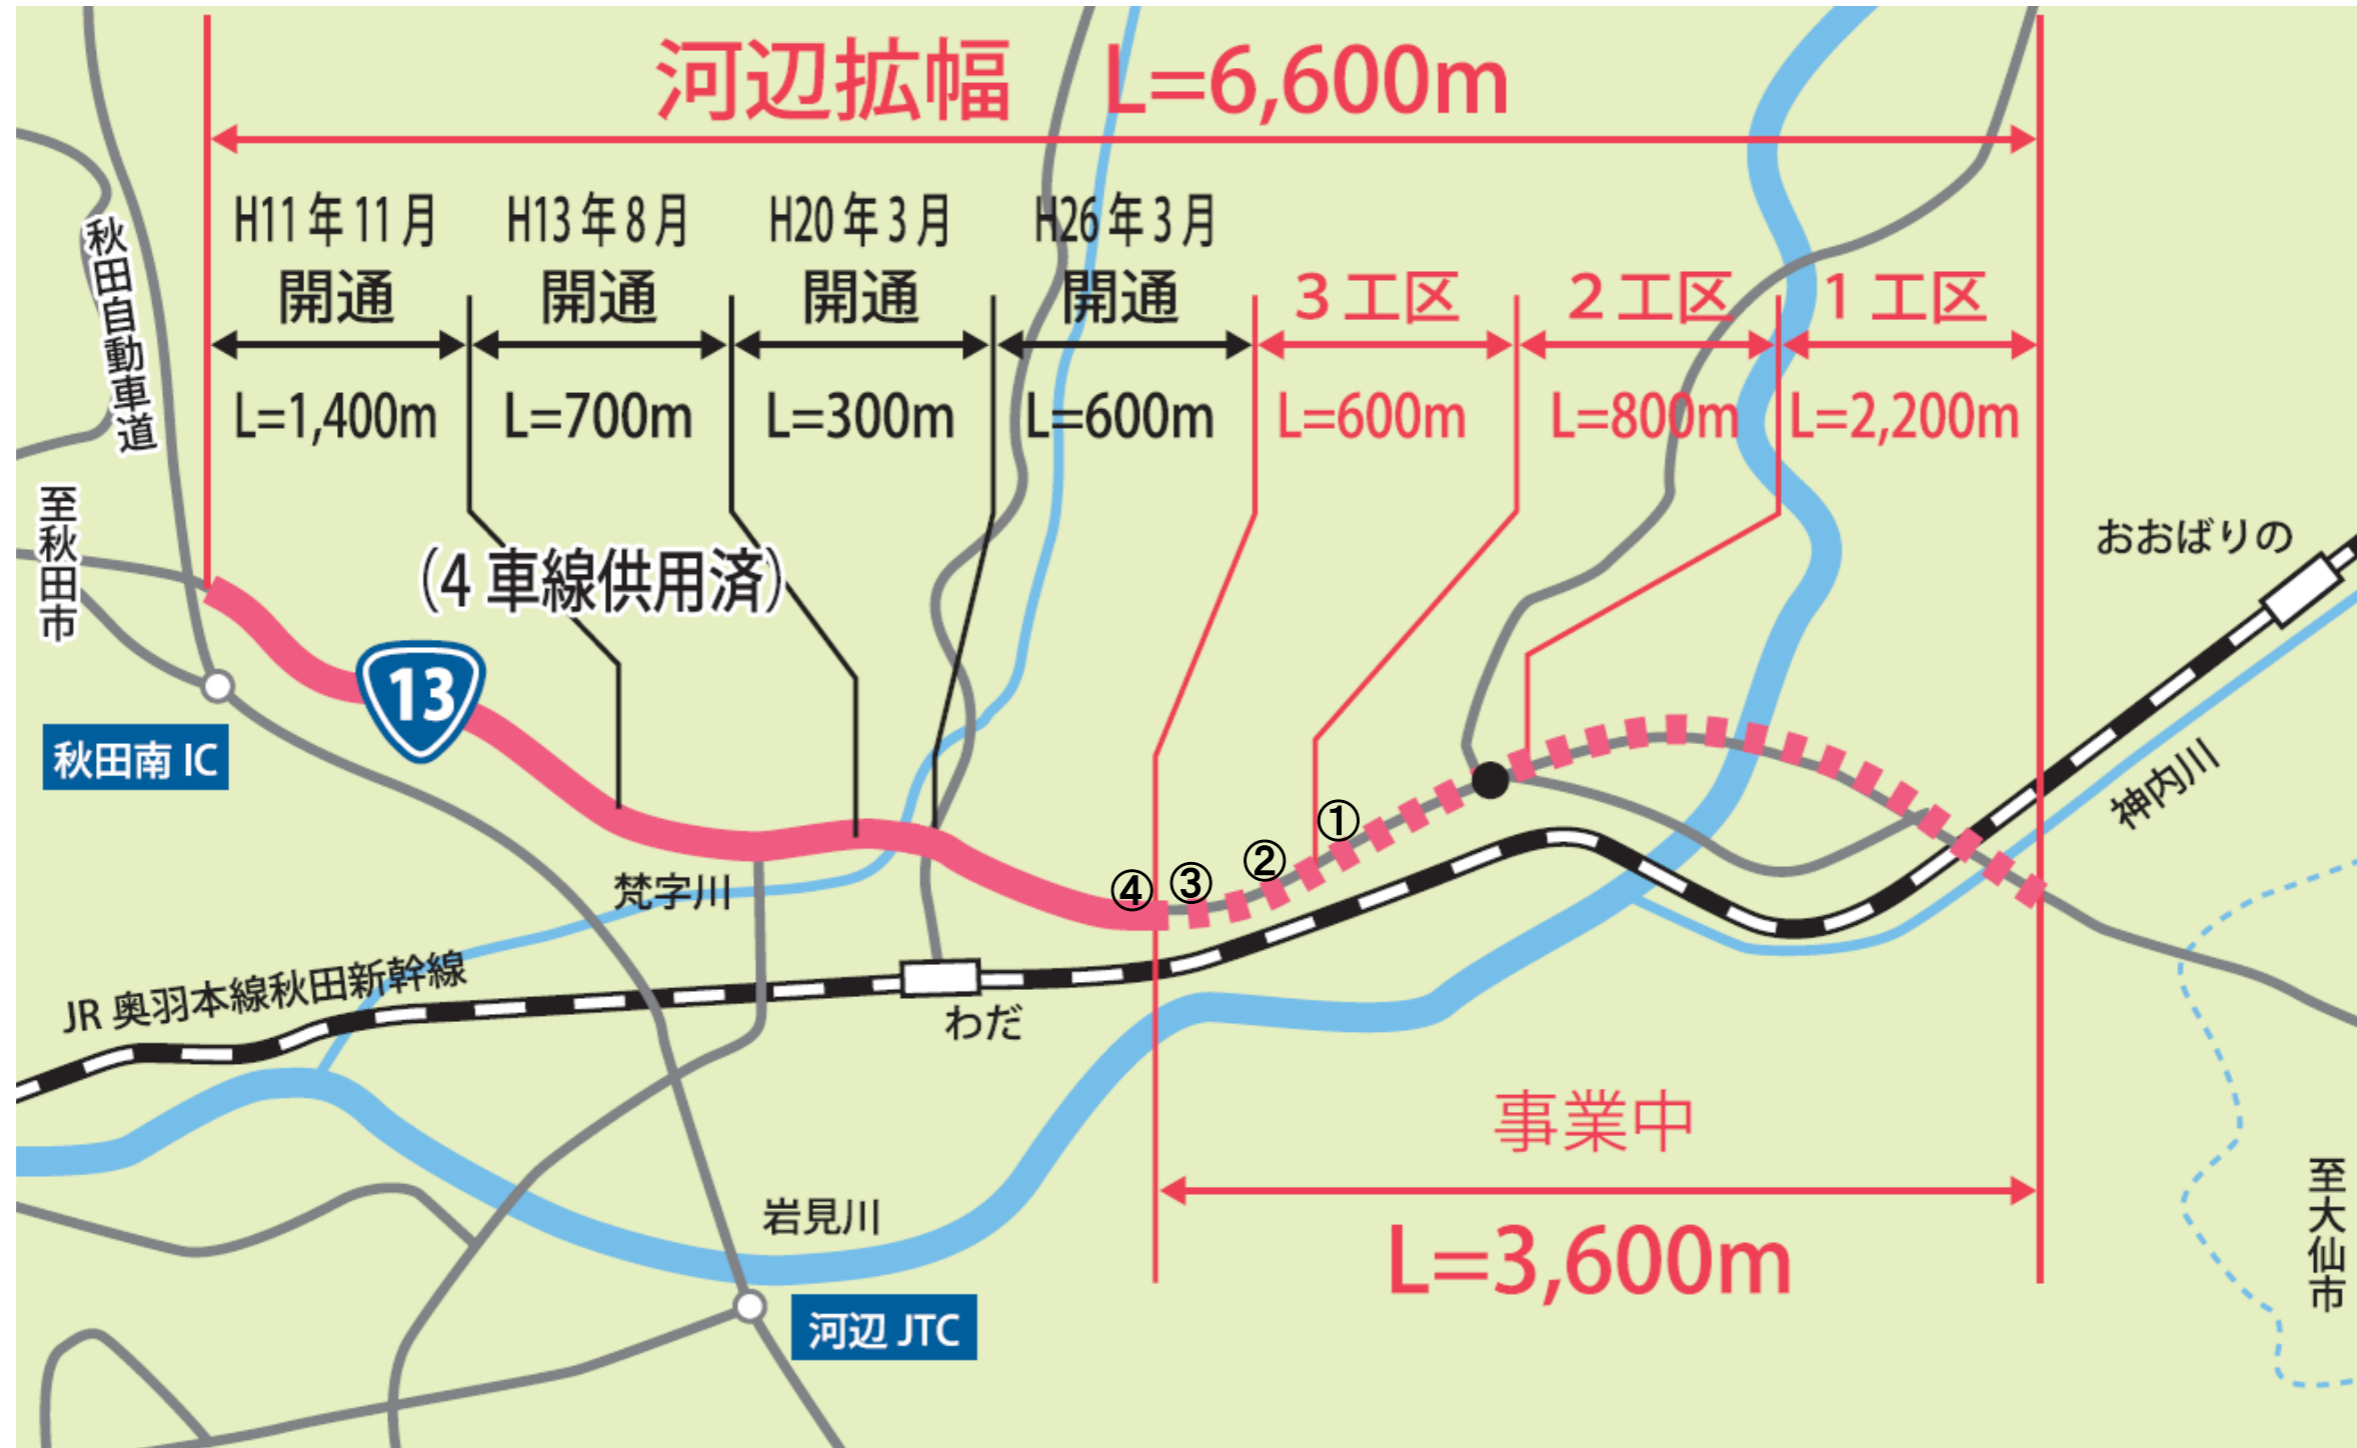 河辺拡幅 L=6,600m
H11年11月
開通
L=1,400m
H13年8月
開通
L=700m
H20年3月
開通
L=300m
H26年3月
開通
L=600m
3工区
L=600m
2工区
L=800m
1工区
L=2,200m
秋田自動車道
至秋田市
(4車線供用済)
13
秋田南IC
おおばりの
神内川
①
②
③
④
梵字川
JR奥羽本線秋田新幹線
わだ
事業中
L=3,600m
岩見川
河辺JTC
至大仙市